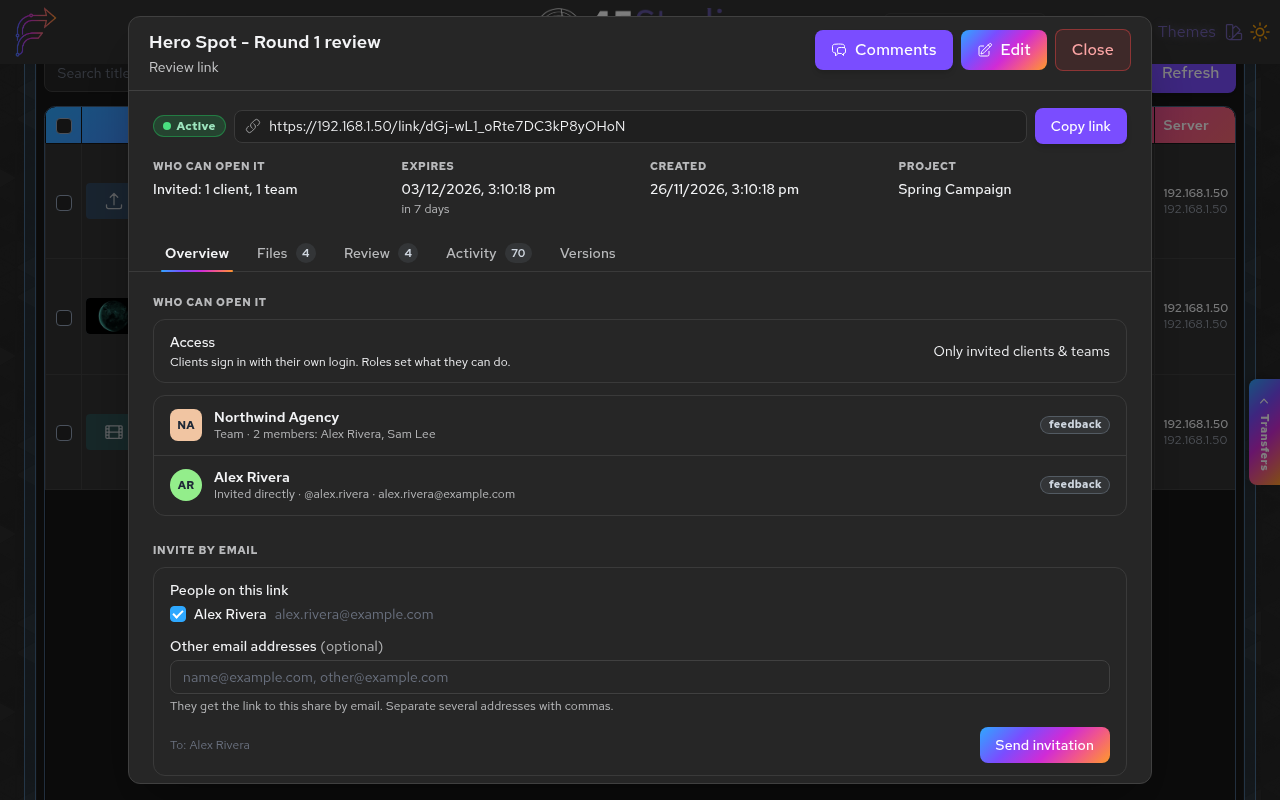 Hero Spot – Round 1 review
Review link
Comments
Edit
Close
Themes
Search title
Refresh
Server
Active
https://192.168.1.50/link/dGj-wL1_oRte7DC3kP8yOHoN
Copy link
WHO CAN OPEN IT
Invited: 1 client, 1 team
EXPIRES
03/12/2026, 3:10:18 pm
in 7 days
CREATED
26/11/2026, 3:10:18 pm
PROJECT
Spring Campaign
192.168.1.50
192.168.1.50
Overview
Files 4
Review 4
Activity 70
Versions
WHO CAN OPEN IT
Access
Clients sign in with their own login. Roles set what they can do.
Only invited clients & teams
192.168.1.50
192.168.1.50
NA
Northwind Agency
Team · 2 members: Alex Rivera, Sam Lee
feedback
AR
Alex Rivera
Invited directly · @alex.rivera · alex.rivera@example.com
feedback
192.168.1.50
192.168.1.50
Transfers
INVITE BY EMAIL
People on this link
Alex Rivera alex.rivera@example.com
Other email addresses (optional)
name@example.com, other@example.com
They get the link to this share by email. Separate several addresses with commas.
To: Alex Rivera
Send invitation